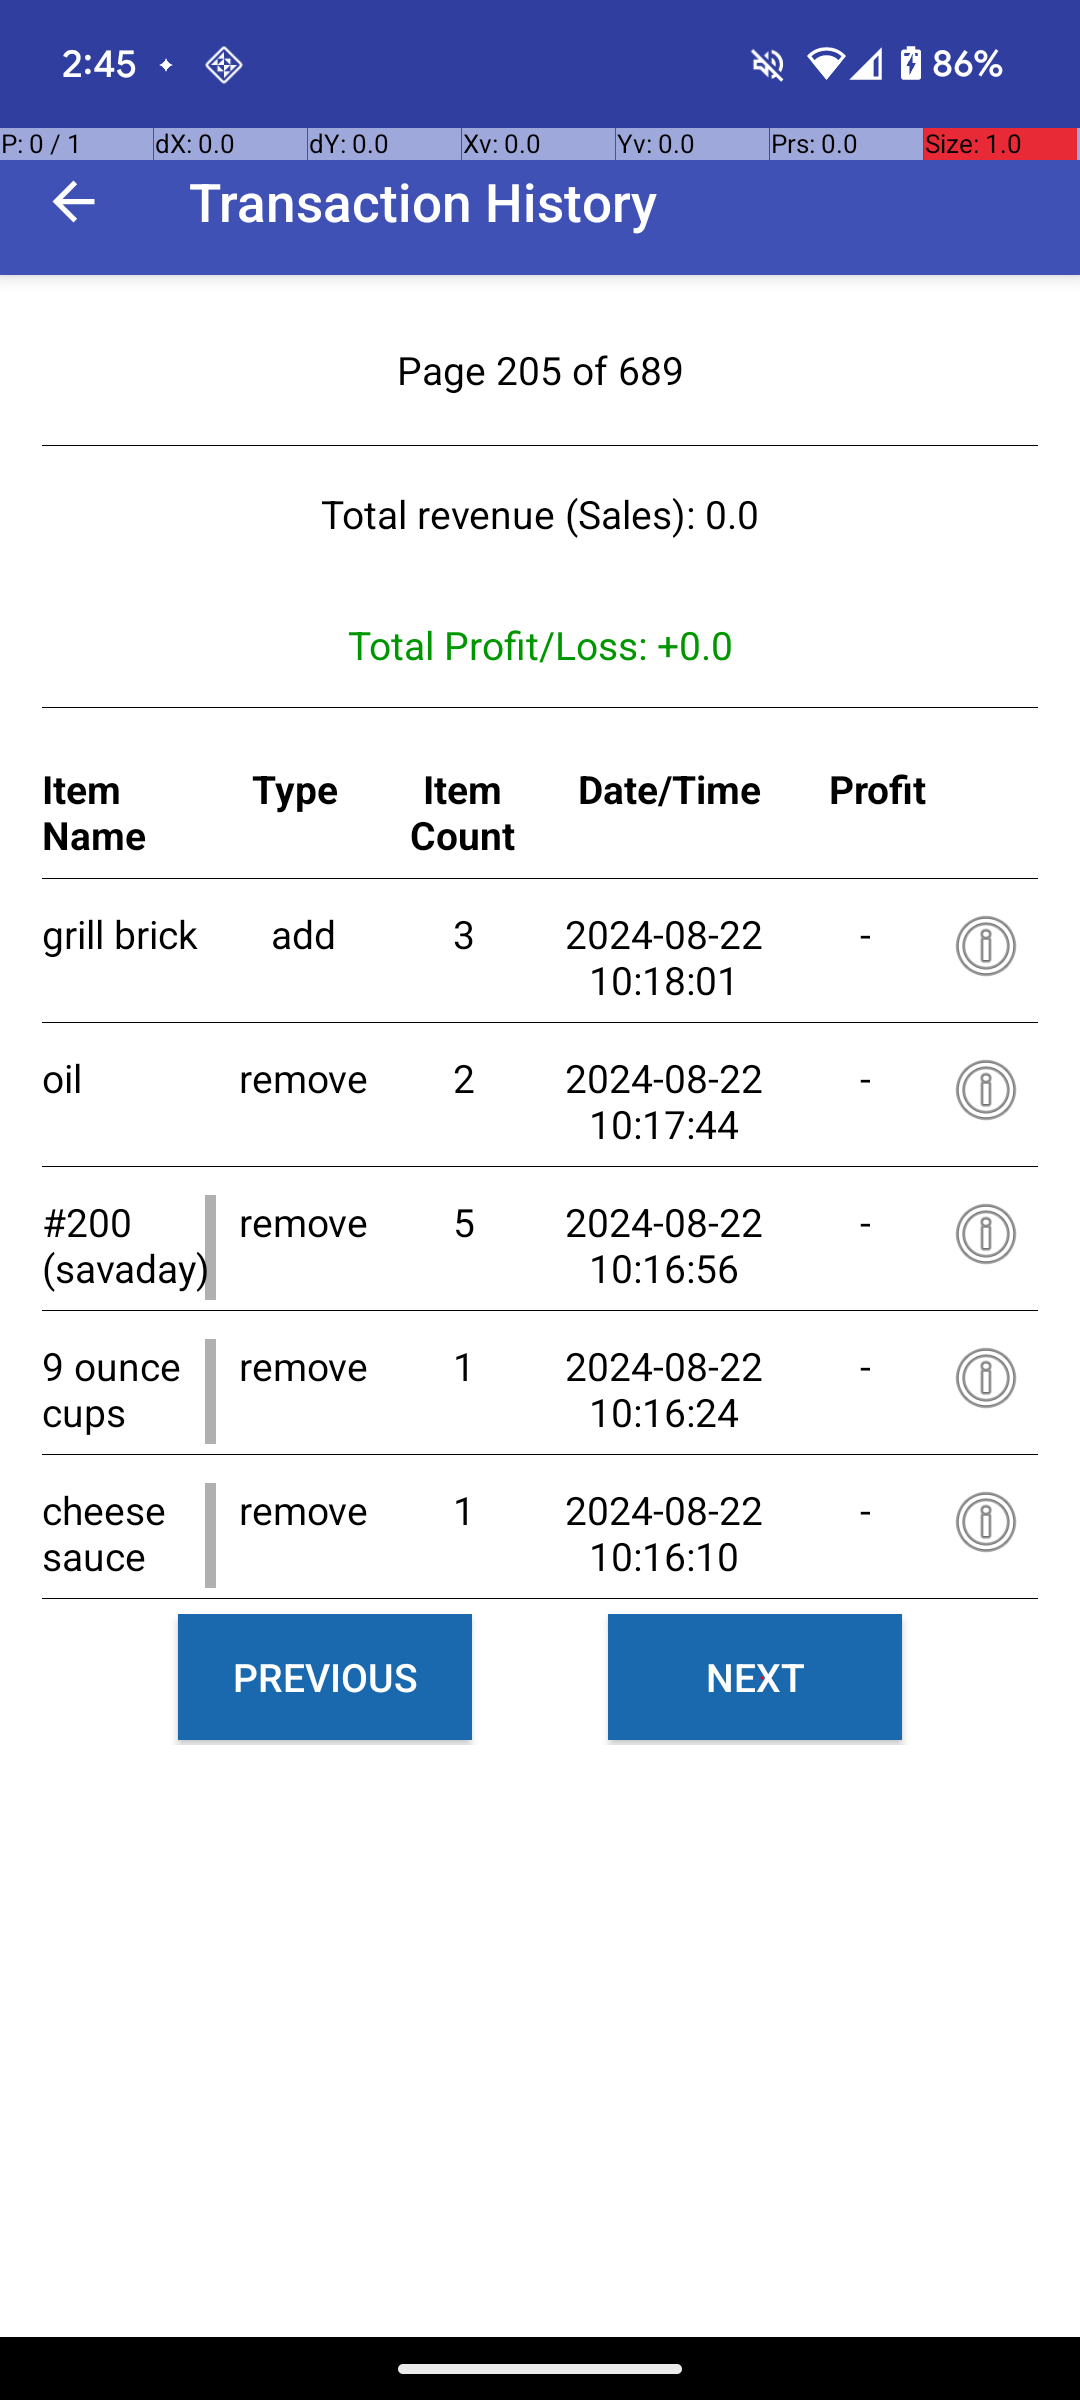 2:45
86%
P: 0 / 1 dX: 0.0 dY: 0.0 Xv: 0.0 Yv: 0.0 Prs: 0.0 Size: 1.0
Transaction History
Page 205 of 689
Total revenue (Sales): 0.0
Total Profit/Loss: +0.0
Item Name Type Item Count Date/Time Profit
grill brick add 3 2024-08-22 10:18:01 -
oil remove 2 2024-08-22 10:17:44 -
#200 (savaday) remove 5 2024-08-22 10:16:56 -
9 ounce cups remove 1 2024-08-22 10:16:24 -
cheese sauce remove 1 2024-08-22 10:16:10 -
PREVIOUS NEXT